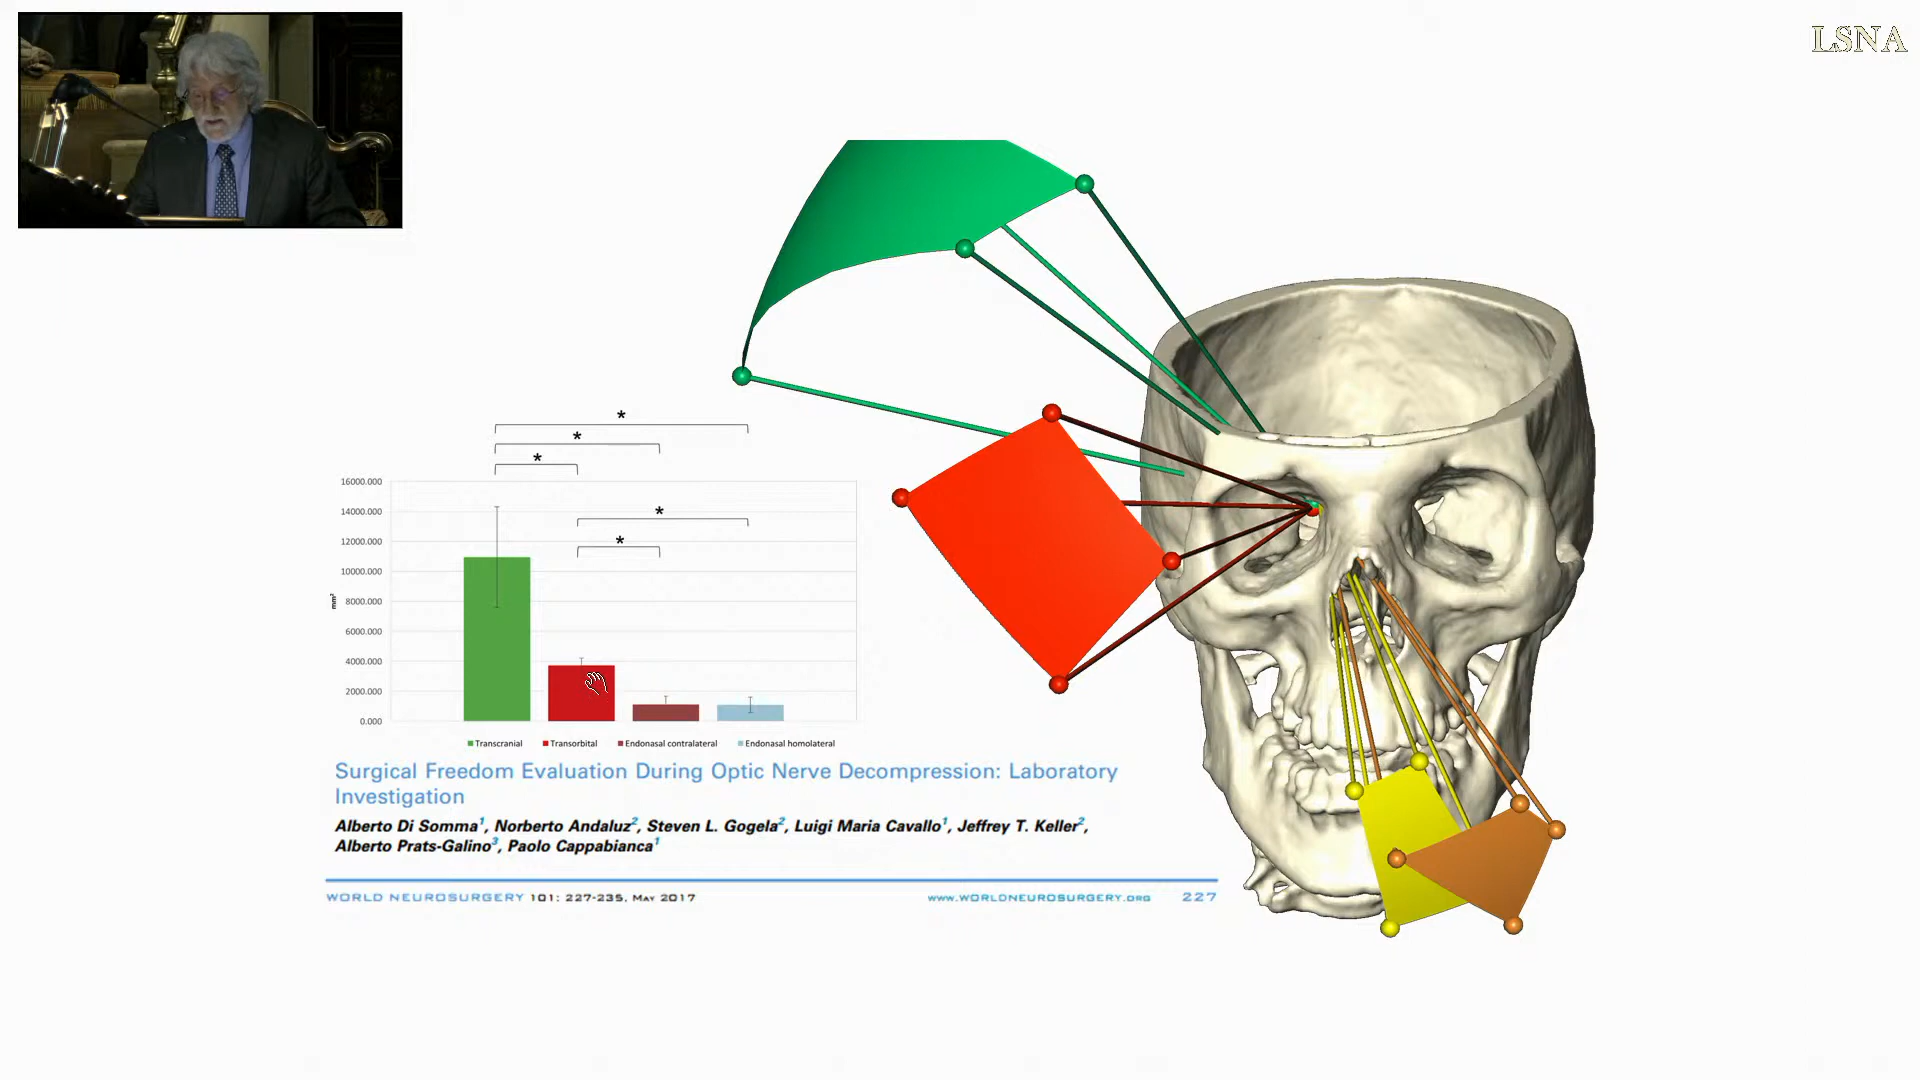 LSNA
*
*
*
*
*
16000.000
14000.000
12000.000
10000.000
8000.000
6000.000
4000.000
2000.000
0.000
mm²
Transcranial Transorbital Endonasal contralateral Endonasal homolateral
Surgical Freedom Evaluation During Optic Nerve Decompression: Laboratory
Investigation
Alberto Di Somma¹, Norberto Andaluz², Steven L. Gogela², Luigi Maria Cavallo¹, Jeffrey T. Keller²,
Alberto Prats-Galino³, Paolo Cappabianca¹
WORLD NEUROSURGERY 101: 227-235, MAY 2017 WWW.WORLDNEUROSURGERY.ORG 227